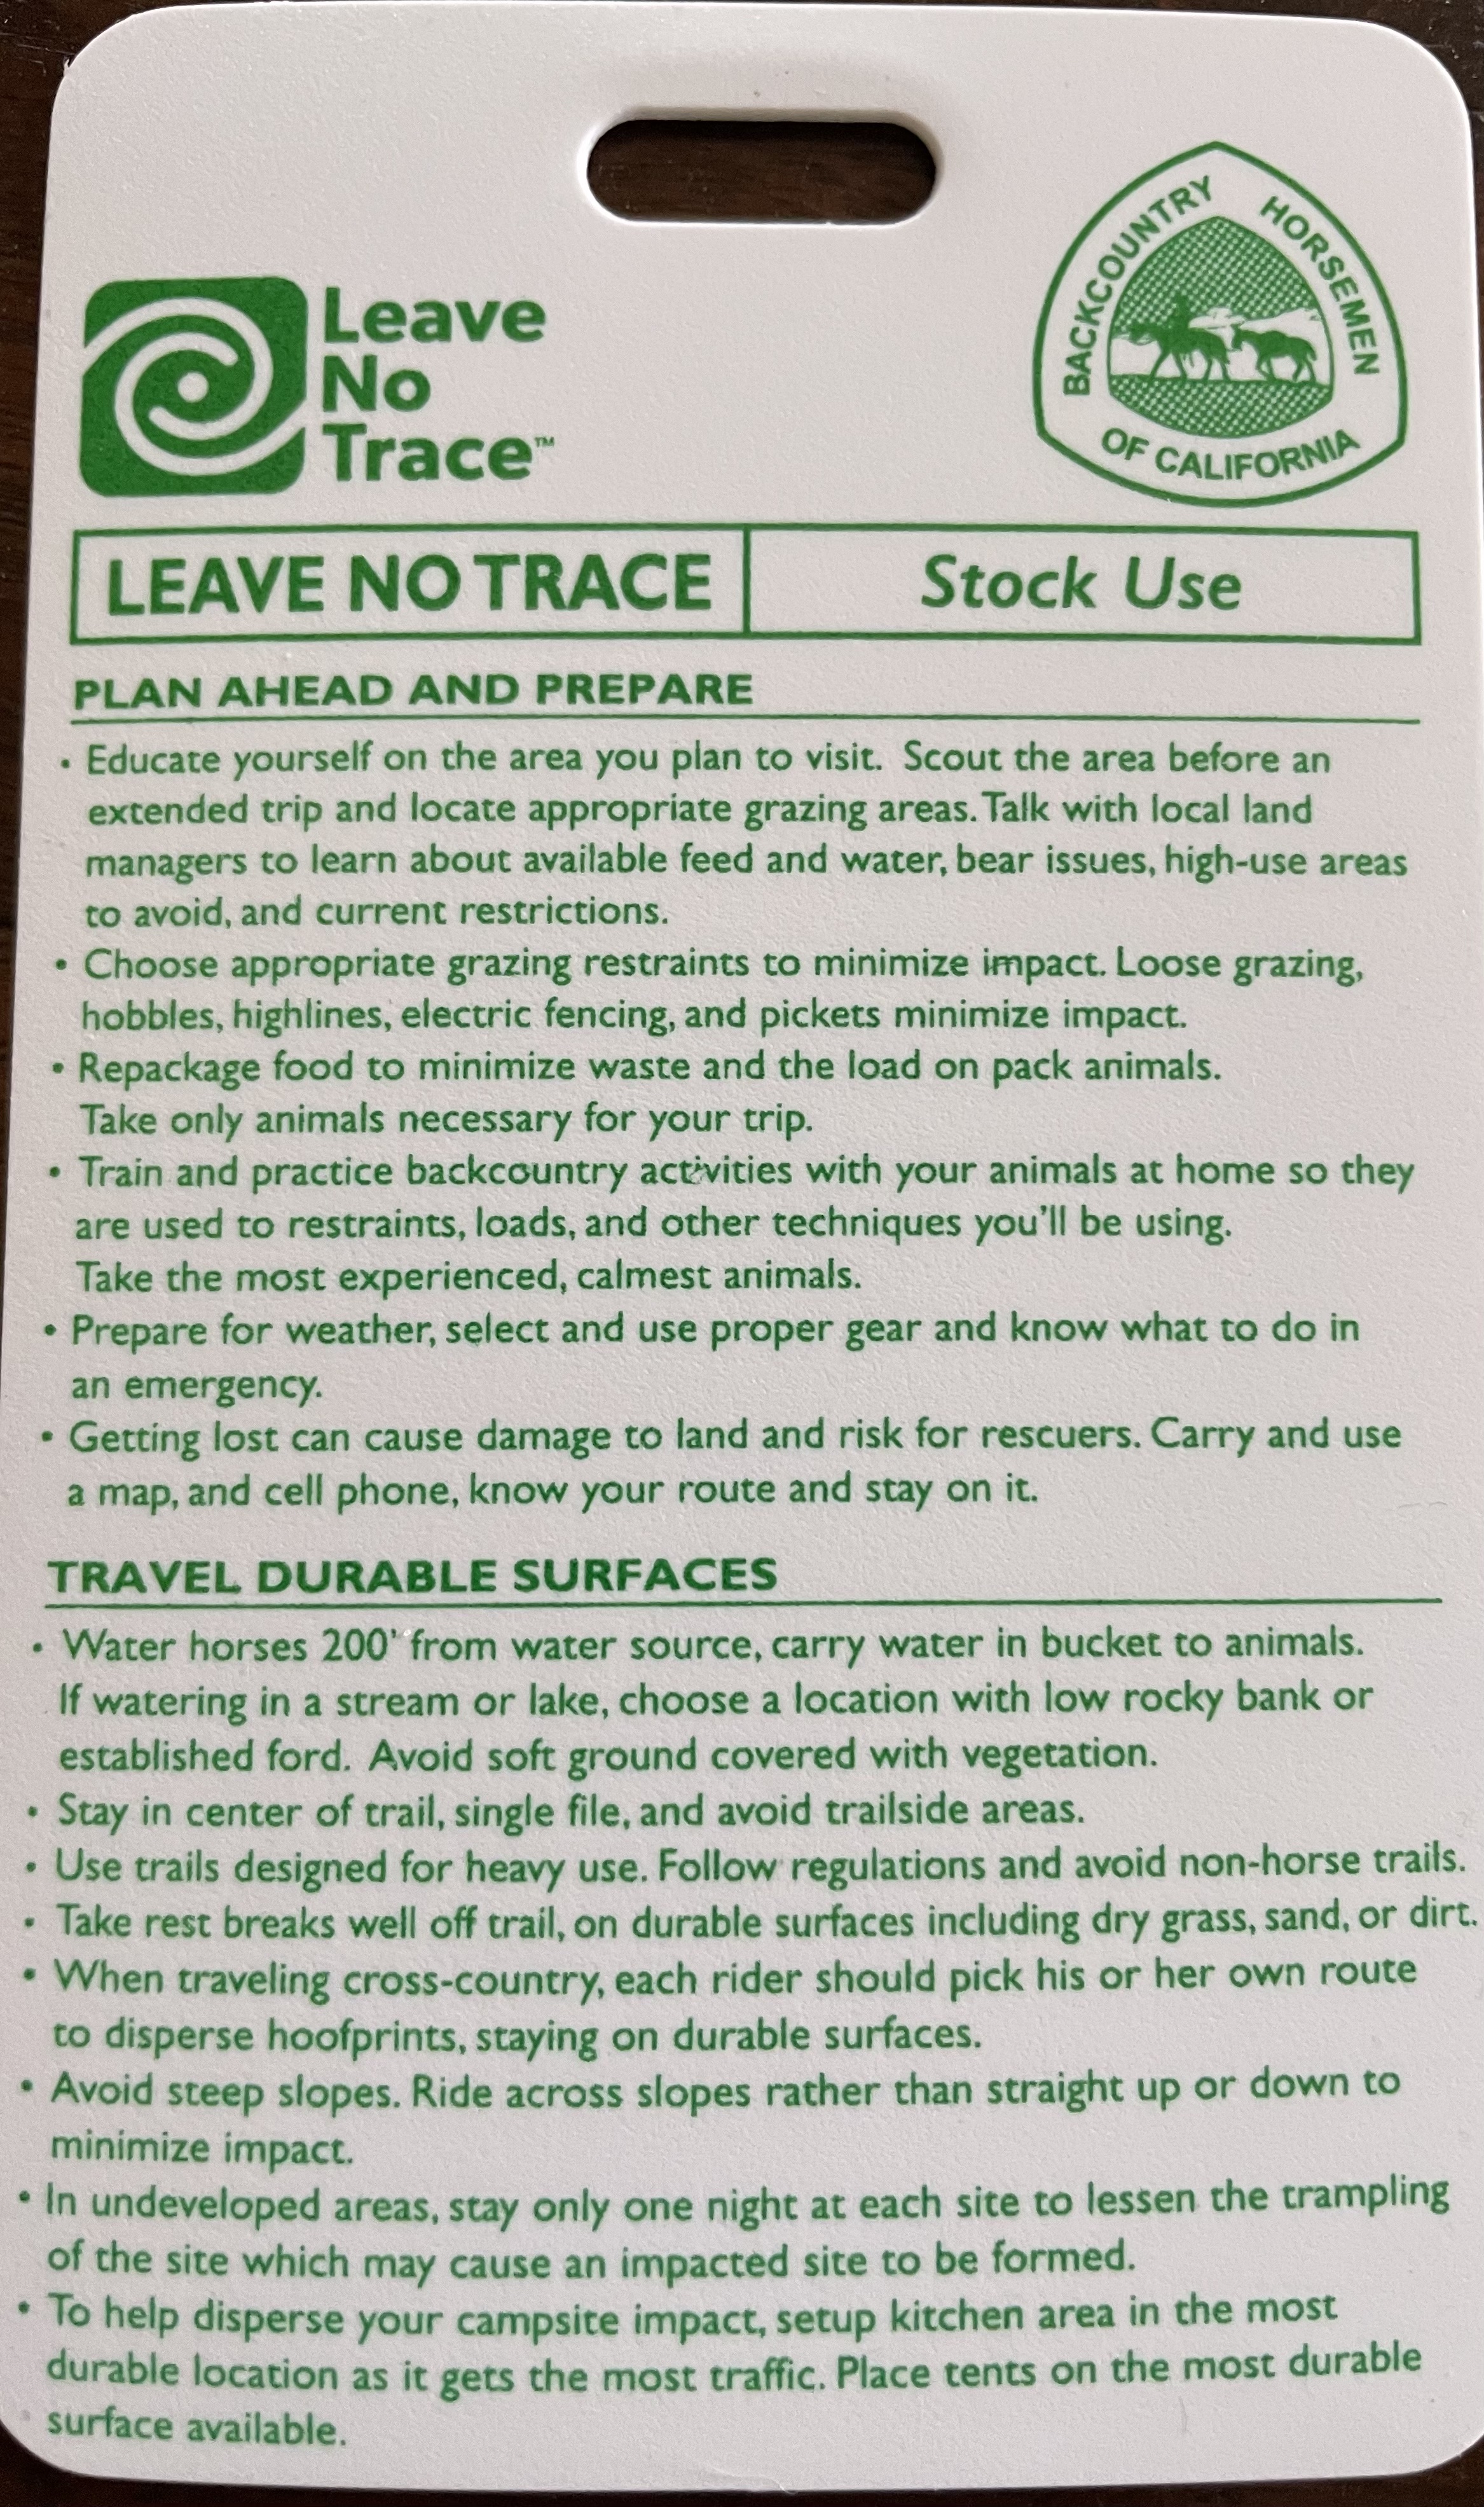 Leave
No
Trace™
BACKCOUNTRY HORSEMEN
OF CALIFORNIA
LEAVE NO TRACE Stock Use
PLAN AHEAD AND PREPARE
• Educate yourself on the area you plan to visit. Scout the area before an
extended trip and locate appropriate grazing areas. Talk with local land
managers to learn about available feed and water, bear issues, high-use areas
to avoid, and current restrictions.
• Choose appropriate grazing restraints to minimize impact. Loose grazing,
hobbles, highlines, electric fencing, and pickets minimize impact.
• Repackage food to minimize waste and the load on pack animals.
Take only animals necessary for your trip.
• Train and practice backcountry activities with your animals at home so they
are used to restraints, loads, and other techniques you'll be using.
Take the most experienced, calmest animals.
• Prepare for weather, select and use proper gear and know what to do in
an emergency.
• Getting lost can cause damage to land and risk for rescuers. Carry and use
a map, and cell phone, know your route and stay on it.
TRAVEL DURABLE SURFACES
• Water horses 200' from water source, carry water in bucket to animals.
If watering in a stream or lake, choose a location with low rocky bank or
established ford. Avoid soft ground covered with vegetation.
• Stay in center of trail, single file, and avoid trailside areas.
• Use trails designed for heavy use. Follow regulations and avoid non-horse trails.
• Take rest breaks well off trail, on durable surfaces including dry grass, sand, or dirt.
• When traveling cross-country, each rider should pick his or her own route
to disperse hoofprints, staying on durable surfaces.
• Avoid steep slopes. Ride across slopes rather than straight up or down to
minimize impact.
• In undeveloped areas, stay only one night at each site to lessen the trampling
of the site which may cause an impacted site to be formed.
• To help disperse your campsite impact, setup kitchen area in the most
durable location as it gets the most traffic. Place tents on the most durable
surface available.